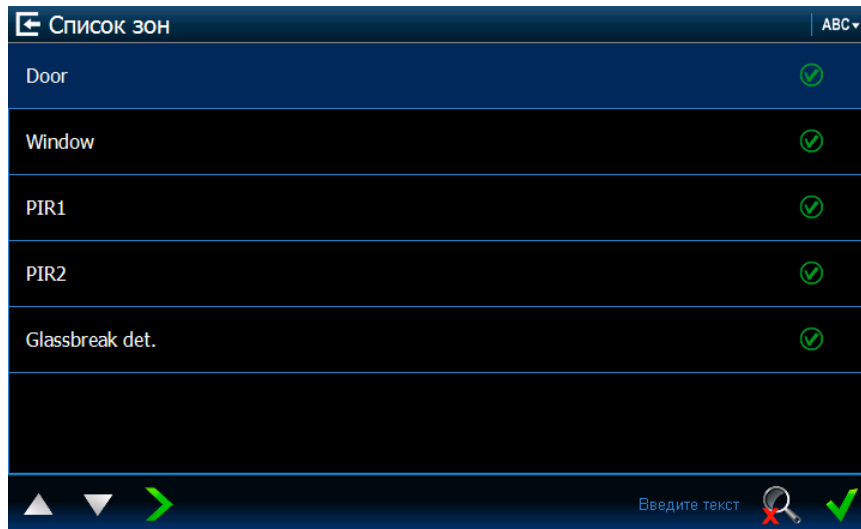 Список зон
ABC
Door
Window
PIR1
PIR2
Glassbreak det.
Введите текст